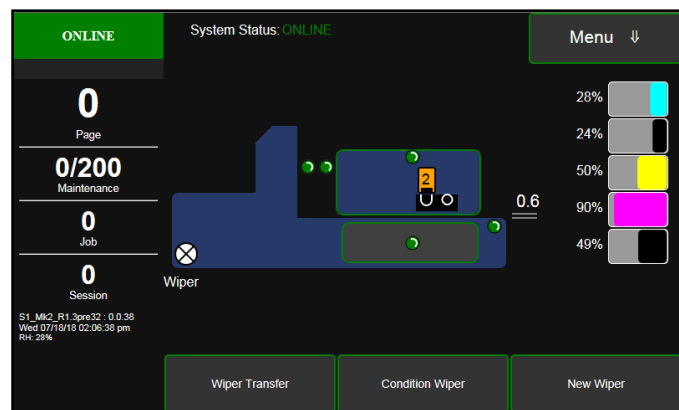 ONLINE
System Status: ONLINE
Menu ⇓
0
Page
0/200
Maintenance
0
Job
0
Session
S1_Mk2_R1.3pre32 : 0.0.38
Wed 07/18/18 02:06:38 pm
RH: 28%
2
0.6
Wiper
28%
24%
50%
90%
49%
Wiper Transfer
Condition Wiper
New Wiper